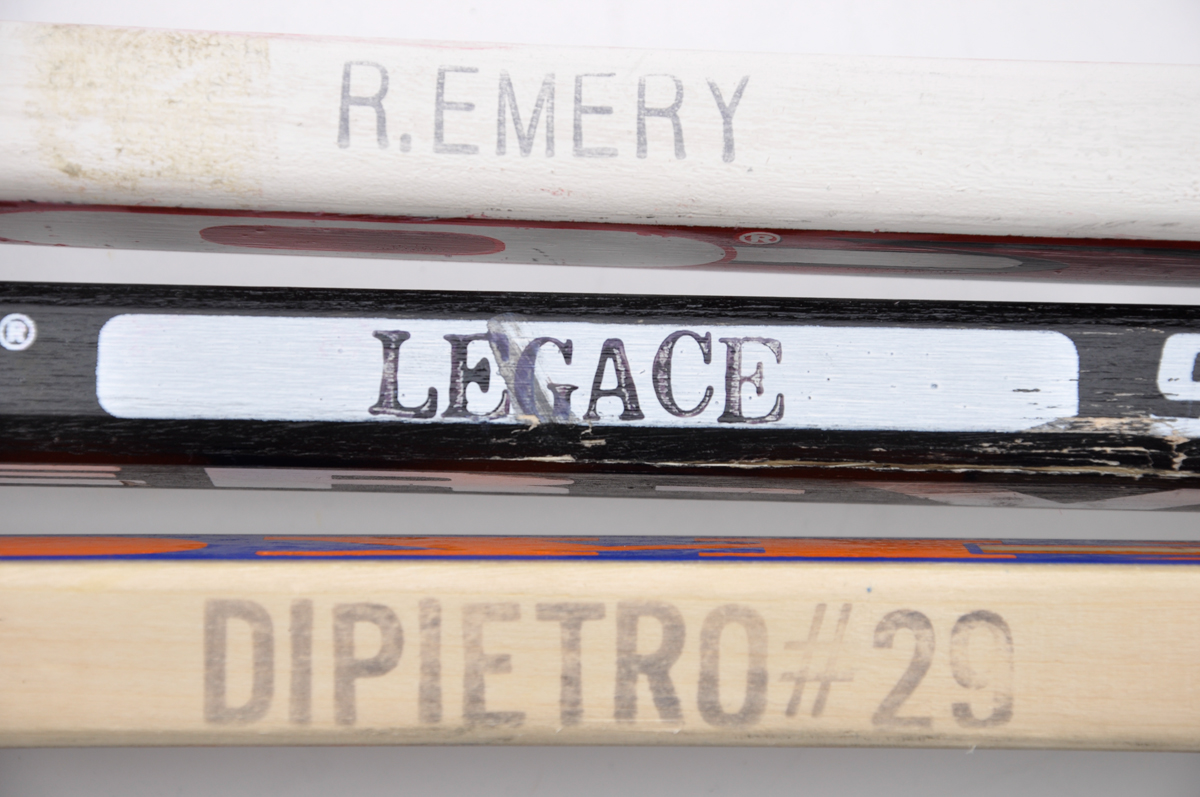 R.EMERY
®
®
LEGACE
DIPIETRO#29